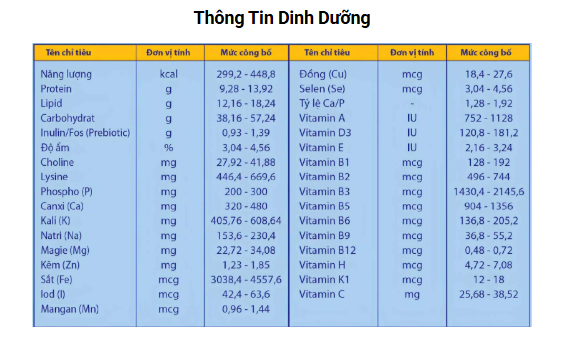 Thông Tin Dinh Dưỡng
Tên chỉ tiêu Đơn vị tính Mức công bố Tên chỉ tiêu Đơn vị tính Mức công bố
Năng lượng kcal 299,2 - 448,8 Đồng (Cu) mcg 18,4 - 27,6
Protein g 9,28 - 13,92 Selen (Se) mcg 3,04 - 4,56
Lipid g 12,16 - 18,24 Tỷ lệ Ca/P - 1,28 - 1,92
Carbohydrat g 38,16 - 57,24 Vitamin A IU 752 - 1128
Inulin/Fos (Prebiotic) g 0,93 - 1,39 Vitamin D3 IU 120,8 - 181,2
Độ ẩm % 3,04 - 4,56 Vitamin E IU 2,16 - 3,24
Choline mg 27,92 - 41,88 Vitamin B1 mcg 128 - 192
Lysine mg 446,4 - 669,6 Vitamin B2 mcg 496 - 744
Phospho (P) mg 200 - 300 Vitamin B3 mcg 1430,4 - 2145,6
Canxi (Ca) mg 320 - 480 Vitamin B5 mcg 904 - 1356
Kali (K) mg 405,76 - 608,64 Vitamin B6 mcg 136,8 - 205,2
Natri (Na) mg 153,6 - 230,4 Vitamin B9 mcg 36,8 - 55,2
Magie (Mg) mg 22,72 - 34,08 Vitamin B12 mcg 0,48 - 0,72
Kẽm (Zn) mg 1,23 - 1,85 Vitamin H mcg 4,72 - 7,08
Sắt (Fe) mcg 3038,4 - 4557,6 Vitamin K1 mcg 12 - 18
Iod (I) mcg 42,4 - 63,6 Vitamin C mg 25,68 - 38,52
Mangan (Mn) mcg 0,96 - 1,44